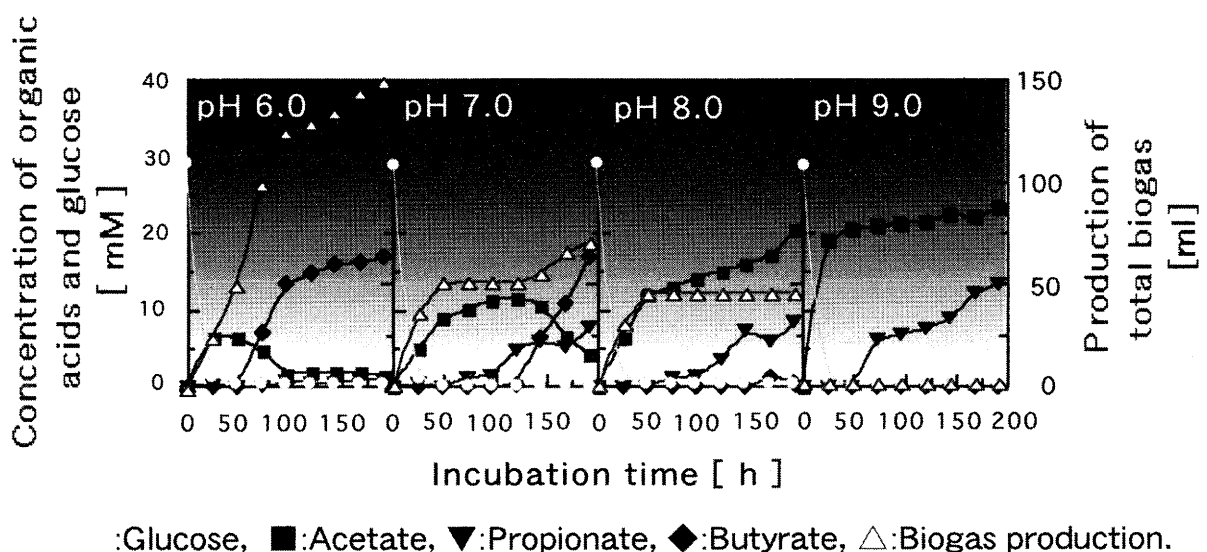 Concentration of organic
acids and glucose
[ mM ]
40
30
20
10
0
pH 6.0
pH 7.0
pH 8.0
pH 9.0
150
100
50
0
Production of
total biogas
[ml]
0 50 100 150 0 50 100 150 0 50 100 150 0 50 100 150 200
Incubation time [ h ]
:Glucose, ■:Acetate, ▼:Propionate, ◆:Butyrate, △:Biogas production.